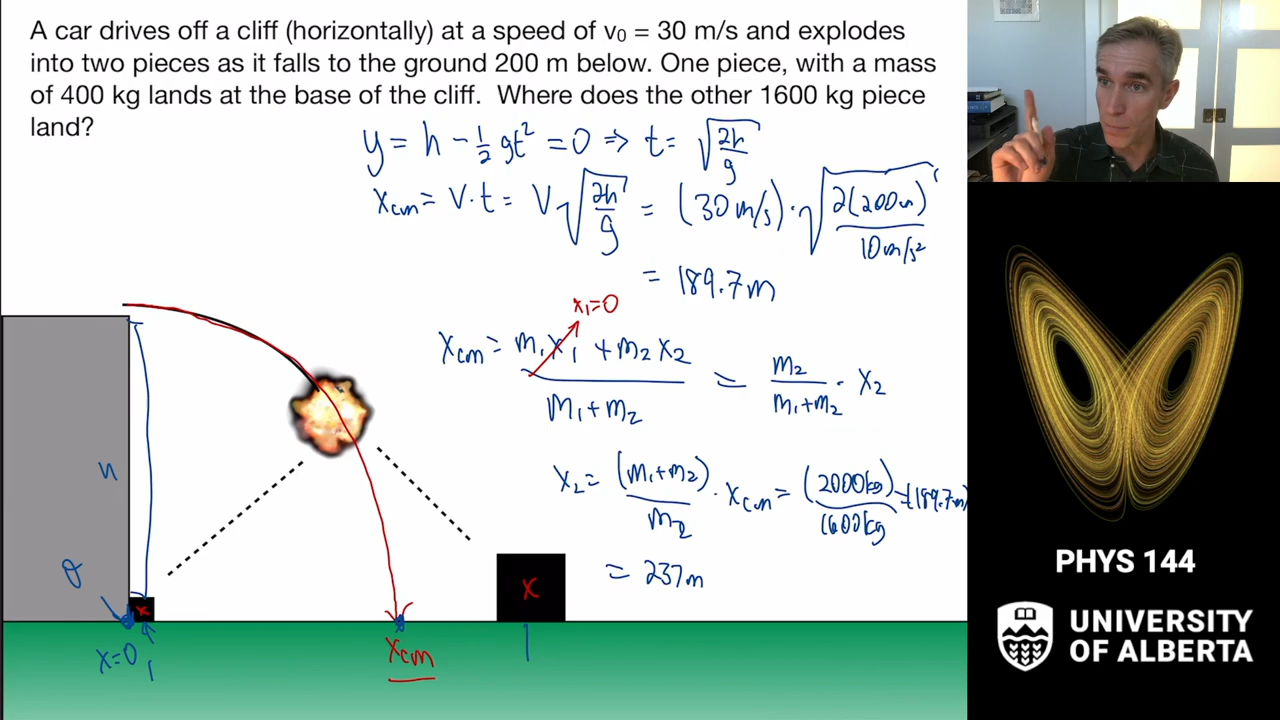 A car drives off a cliff (horizontally) at a speed of v₀ = 30 m/s and explodes
into two pieces as it falls to the ground 200 m below. One piece, with a mass
of 400 kg lands at the base of the cliff. Where does the other 1600 kg piece
land?
y = h - 1/2 gt² = 0 ⇒ t = √(2h/g)
xcm = v·t = v√(2h/g) = (30 m/s)·√(2(200m)/10m/s²)
= 189.7m
x₁=0
xcm = (m₁x₁ + m₂x₂)/(m₁+m₂) = m₂/(m₁+m₂) · x₂
x₂ = (m₁+m₂)/m₂ · xcm = (2000kg)/1600kg · (189.7m)
= 237m
h
x
x
x=0
xcm
PHYS 144
UNIVERSITY
OF ALBERTA